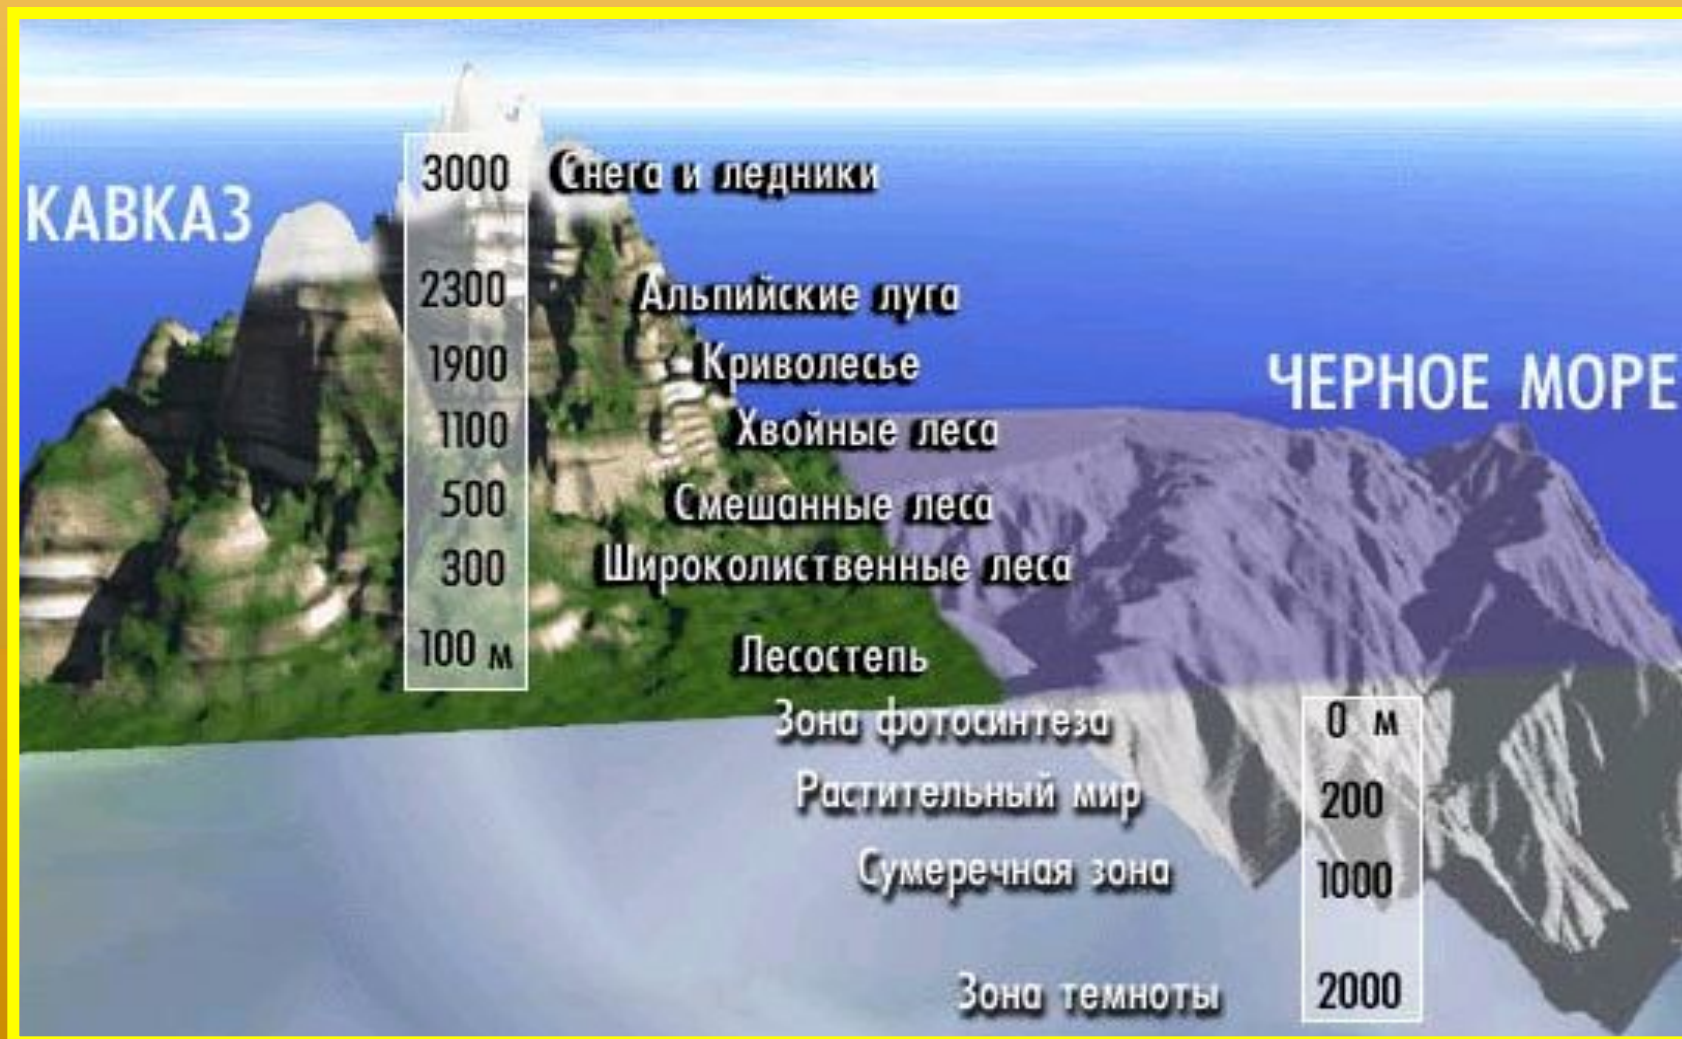 КАВКАЗ
3000 Снега и ледники
2300 Альпийские луга
1900 Криволесье
ЧЕРНОЕ МОРЕ
1100 Хвойные леса
500 Смешанные леса
300 Широколиственные леса
100 м Лесостепь
Зона фотосинтеза 0 м
Растительный мир 200
Сумеречная зона 1000
Зона темноты 2000